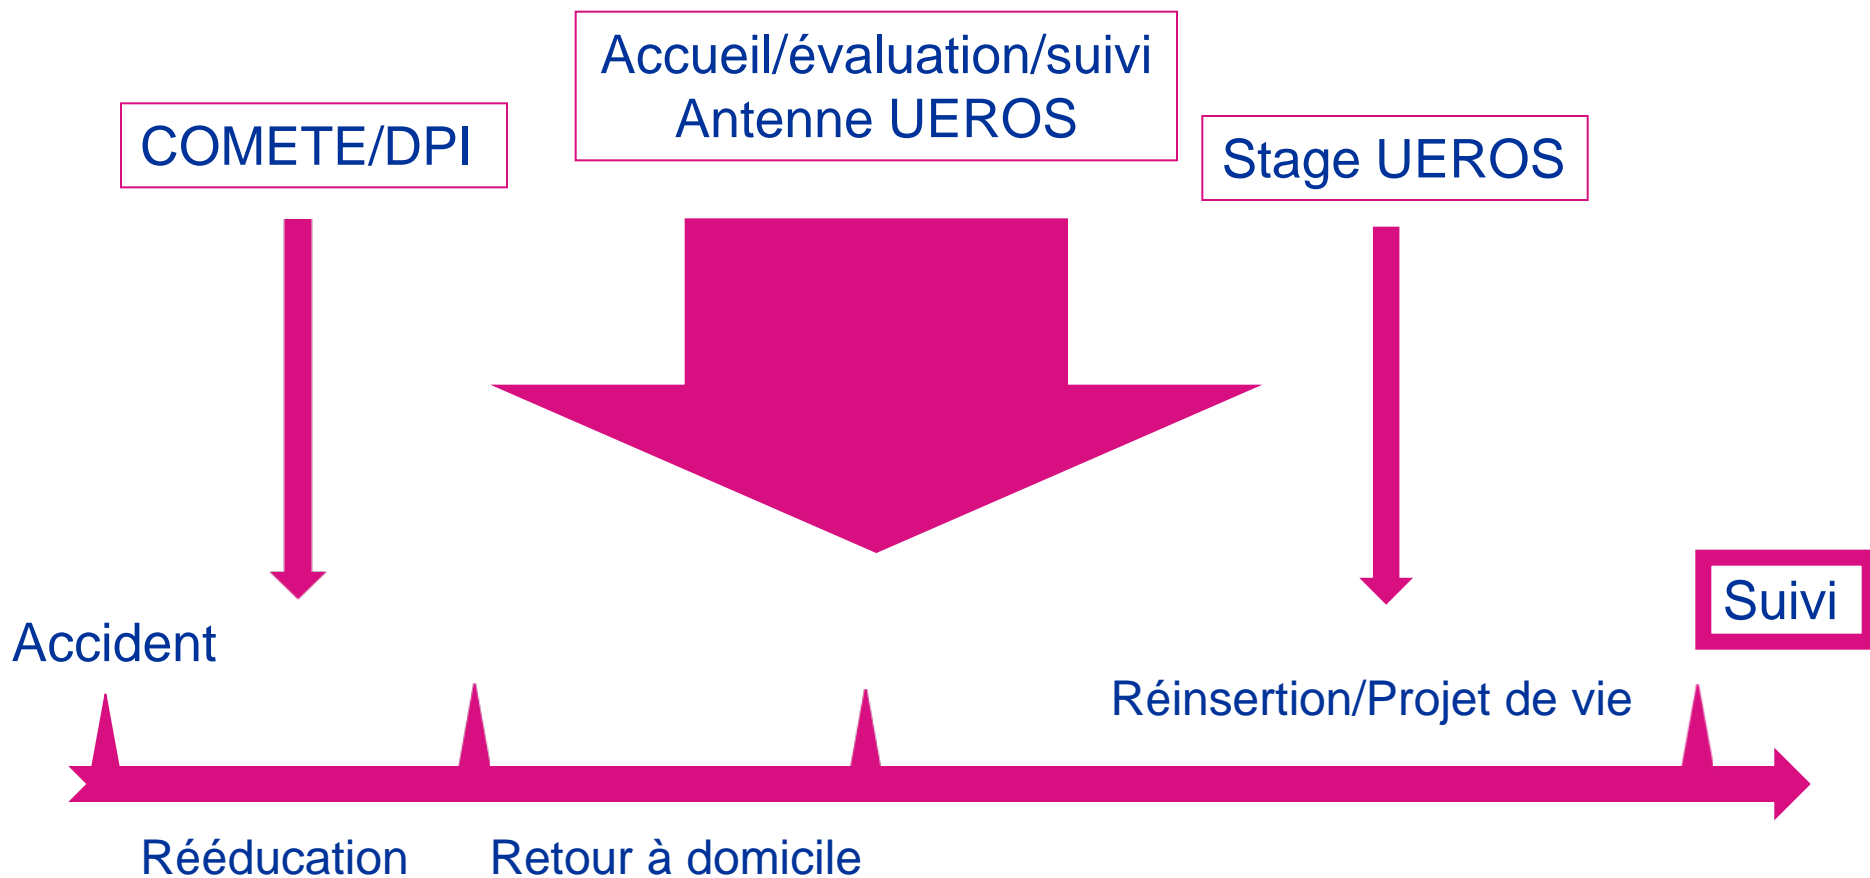 Accueil/évaluation/suivi
Antenne UEROS
COMETE/DPI
Stage UEROS
Suivi
Accident
Réinsertion/Projet de vie
Rééducation
Retour à domicile